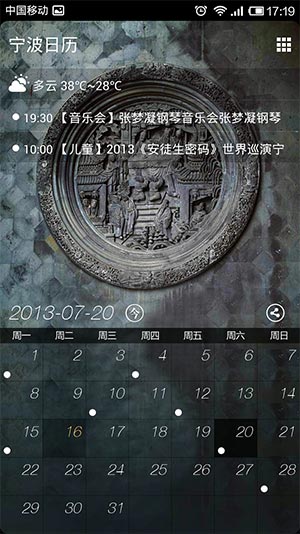 中国移动 17:19
宁波日历
多云 38℃~28℃
19:30 【音乐会】张梦凝钢琴音乐会张梦凝钢琴
10:00 【儿童】2013《安徒生密码》世界巡演宁
2013-07-20 今
周一 周二 周三 周四 周五 周六 周日
1 2 3 4 5 6 7
8 9 10 11 12 13 14
15 16 17 18 19 20 21
22 23 24 25 26 27 28
29 30 31